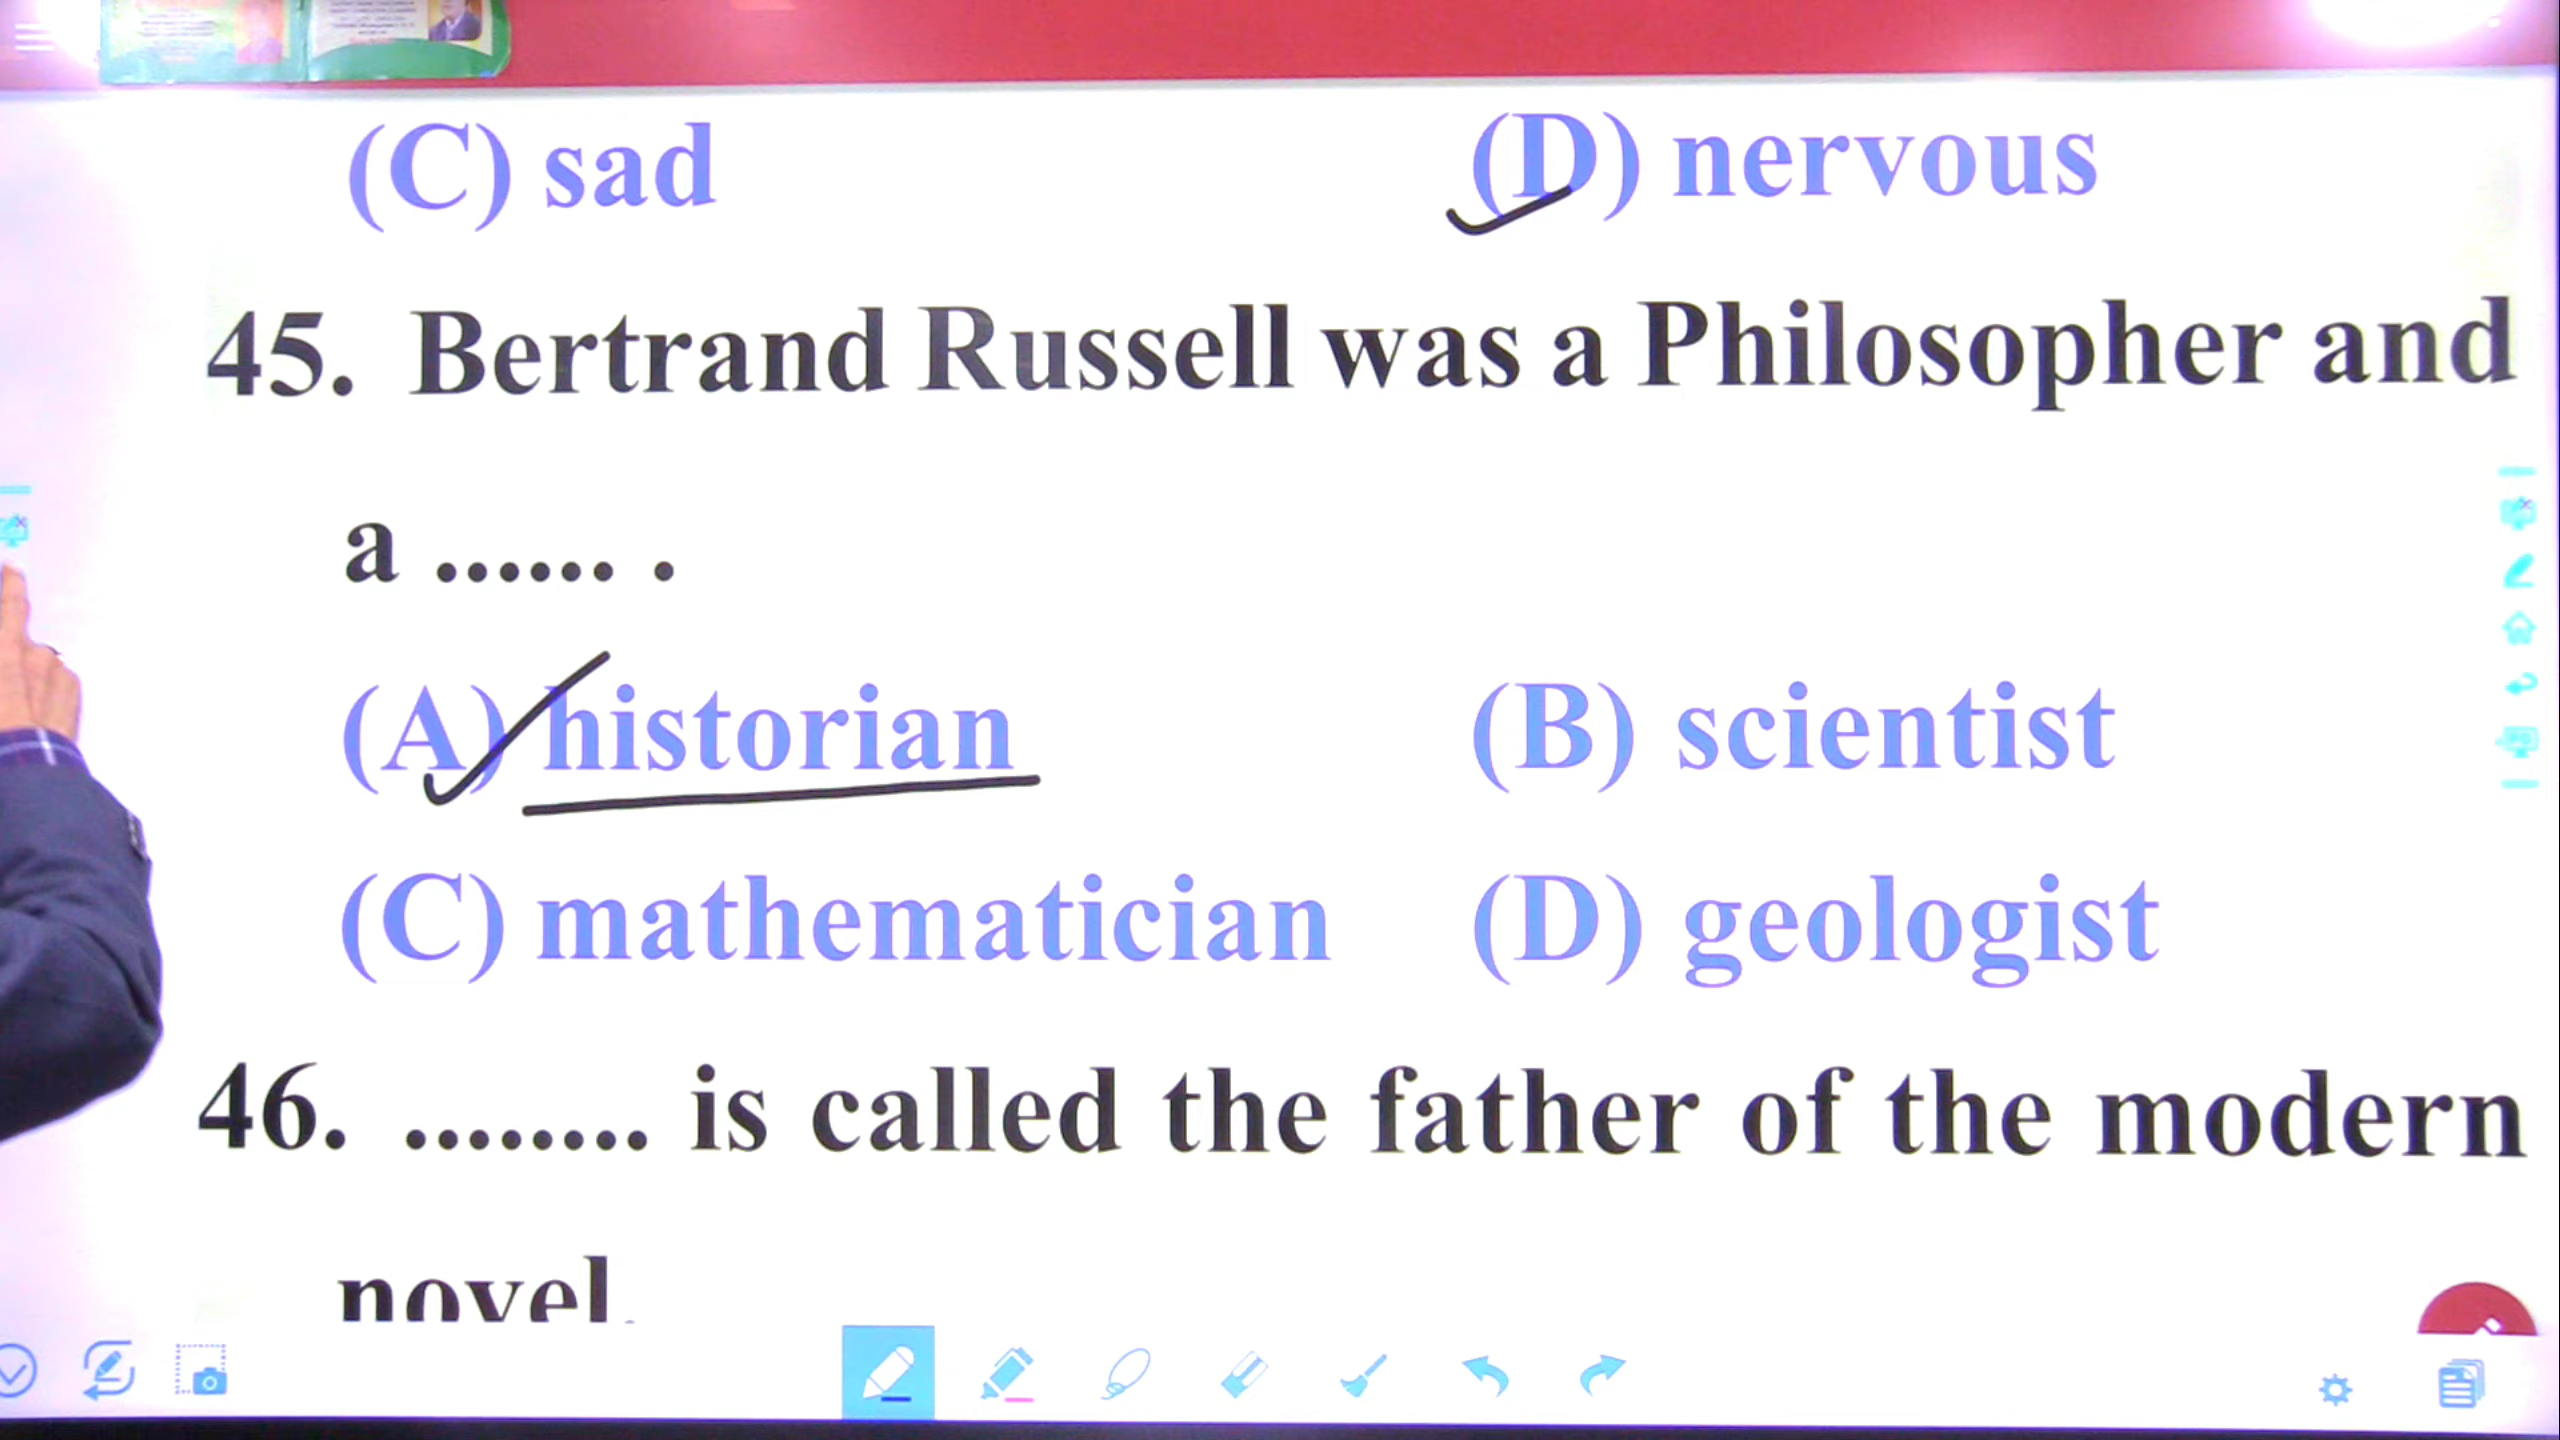 (C) sad (D) nervous
45. Bertrand Russell was a Philosopher and
a ...... .
(A) historian (B) scientist
(C) mathematician (D) geologist
46. ........ is called the father of the modern
novel.